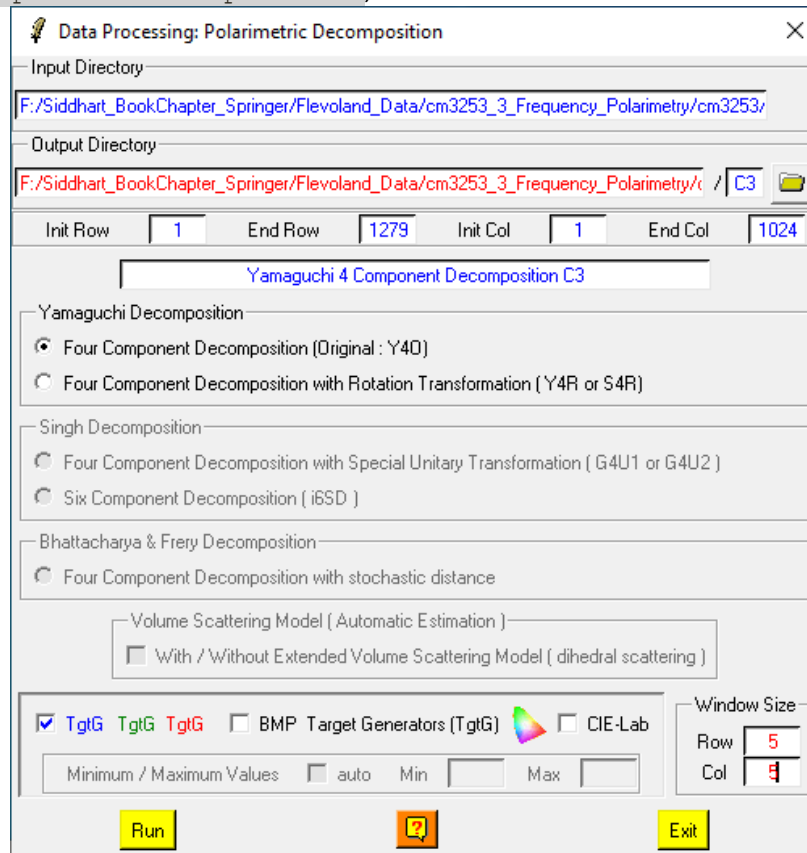 Data Processing: Polarimetric Decomposition
Input Directory
F:/Siddhart_BookChapter_Springer/Flevoland_Data/cm3253_3_Frequency_Polarimetry/cm3253/
Output Directory
F:/Siddhart_BookChapter_Springer/Flevoland_Data/cm3253_3_Frequency_Polarimetry/ / C3
Init Row 1 End Row 1279 Init Col 1 End Col 1024
Yamaguchi 4 Component Decomposition C3
Yamaguchi Decomposition
Four Component Decomposition (Original : Y4O)
Four Component Decomposition with Rotation Transformation ( Y4R or S4R)
Singh Decomposition
Four Component Decomposition with Special Unitary Transformation ( G4U1 or G4U2 )
Six Component Decomposition ( i6SD )
Bhattacharya & Frery Decomposition
Four Component Decomposition with stochastic distance
Volume Scattering Model ( Automatic Estimation )
With / Without Extended Volume Scattering Model ( dihedral scattering )
TgtG TgtG TgtG BMP Target Generators (TgtG) CIE-Lab
Minimum / Maximum Values auto Min Max
Window Size
Row 5
Col 5
Run ? Exit